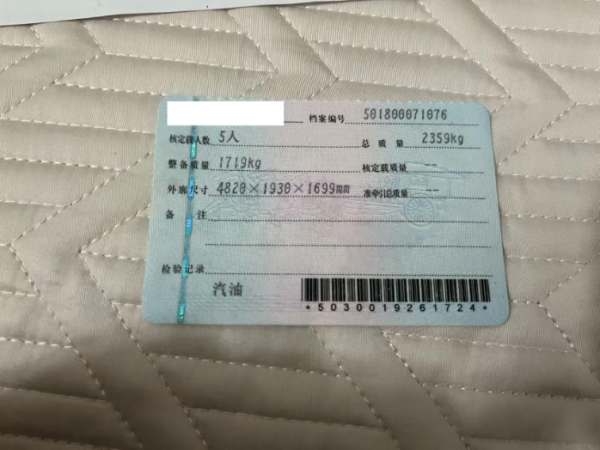 档案编号 501800071076
核定载人数 5人 总质量 2359kg
整备质量 1719kg 核定载质量 --
外廓尺寸 4820×1930×1699mm 准牵引总质量 --
备注
检验记录
汽油
*5030019261724*